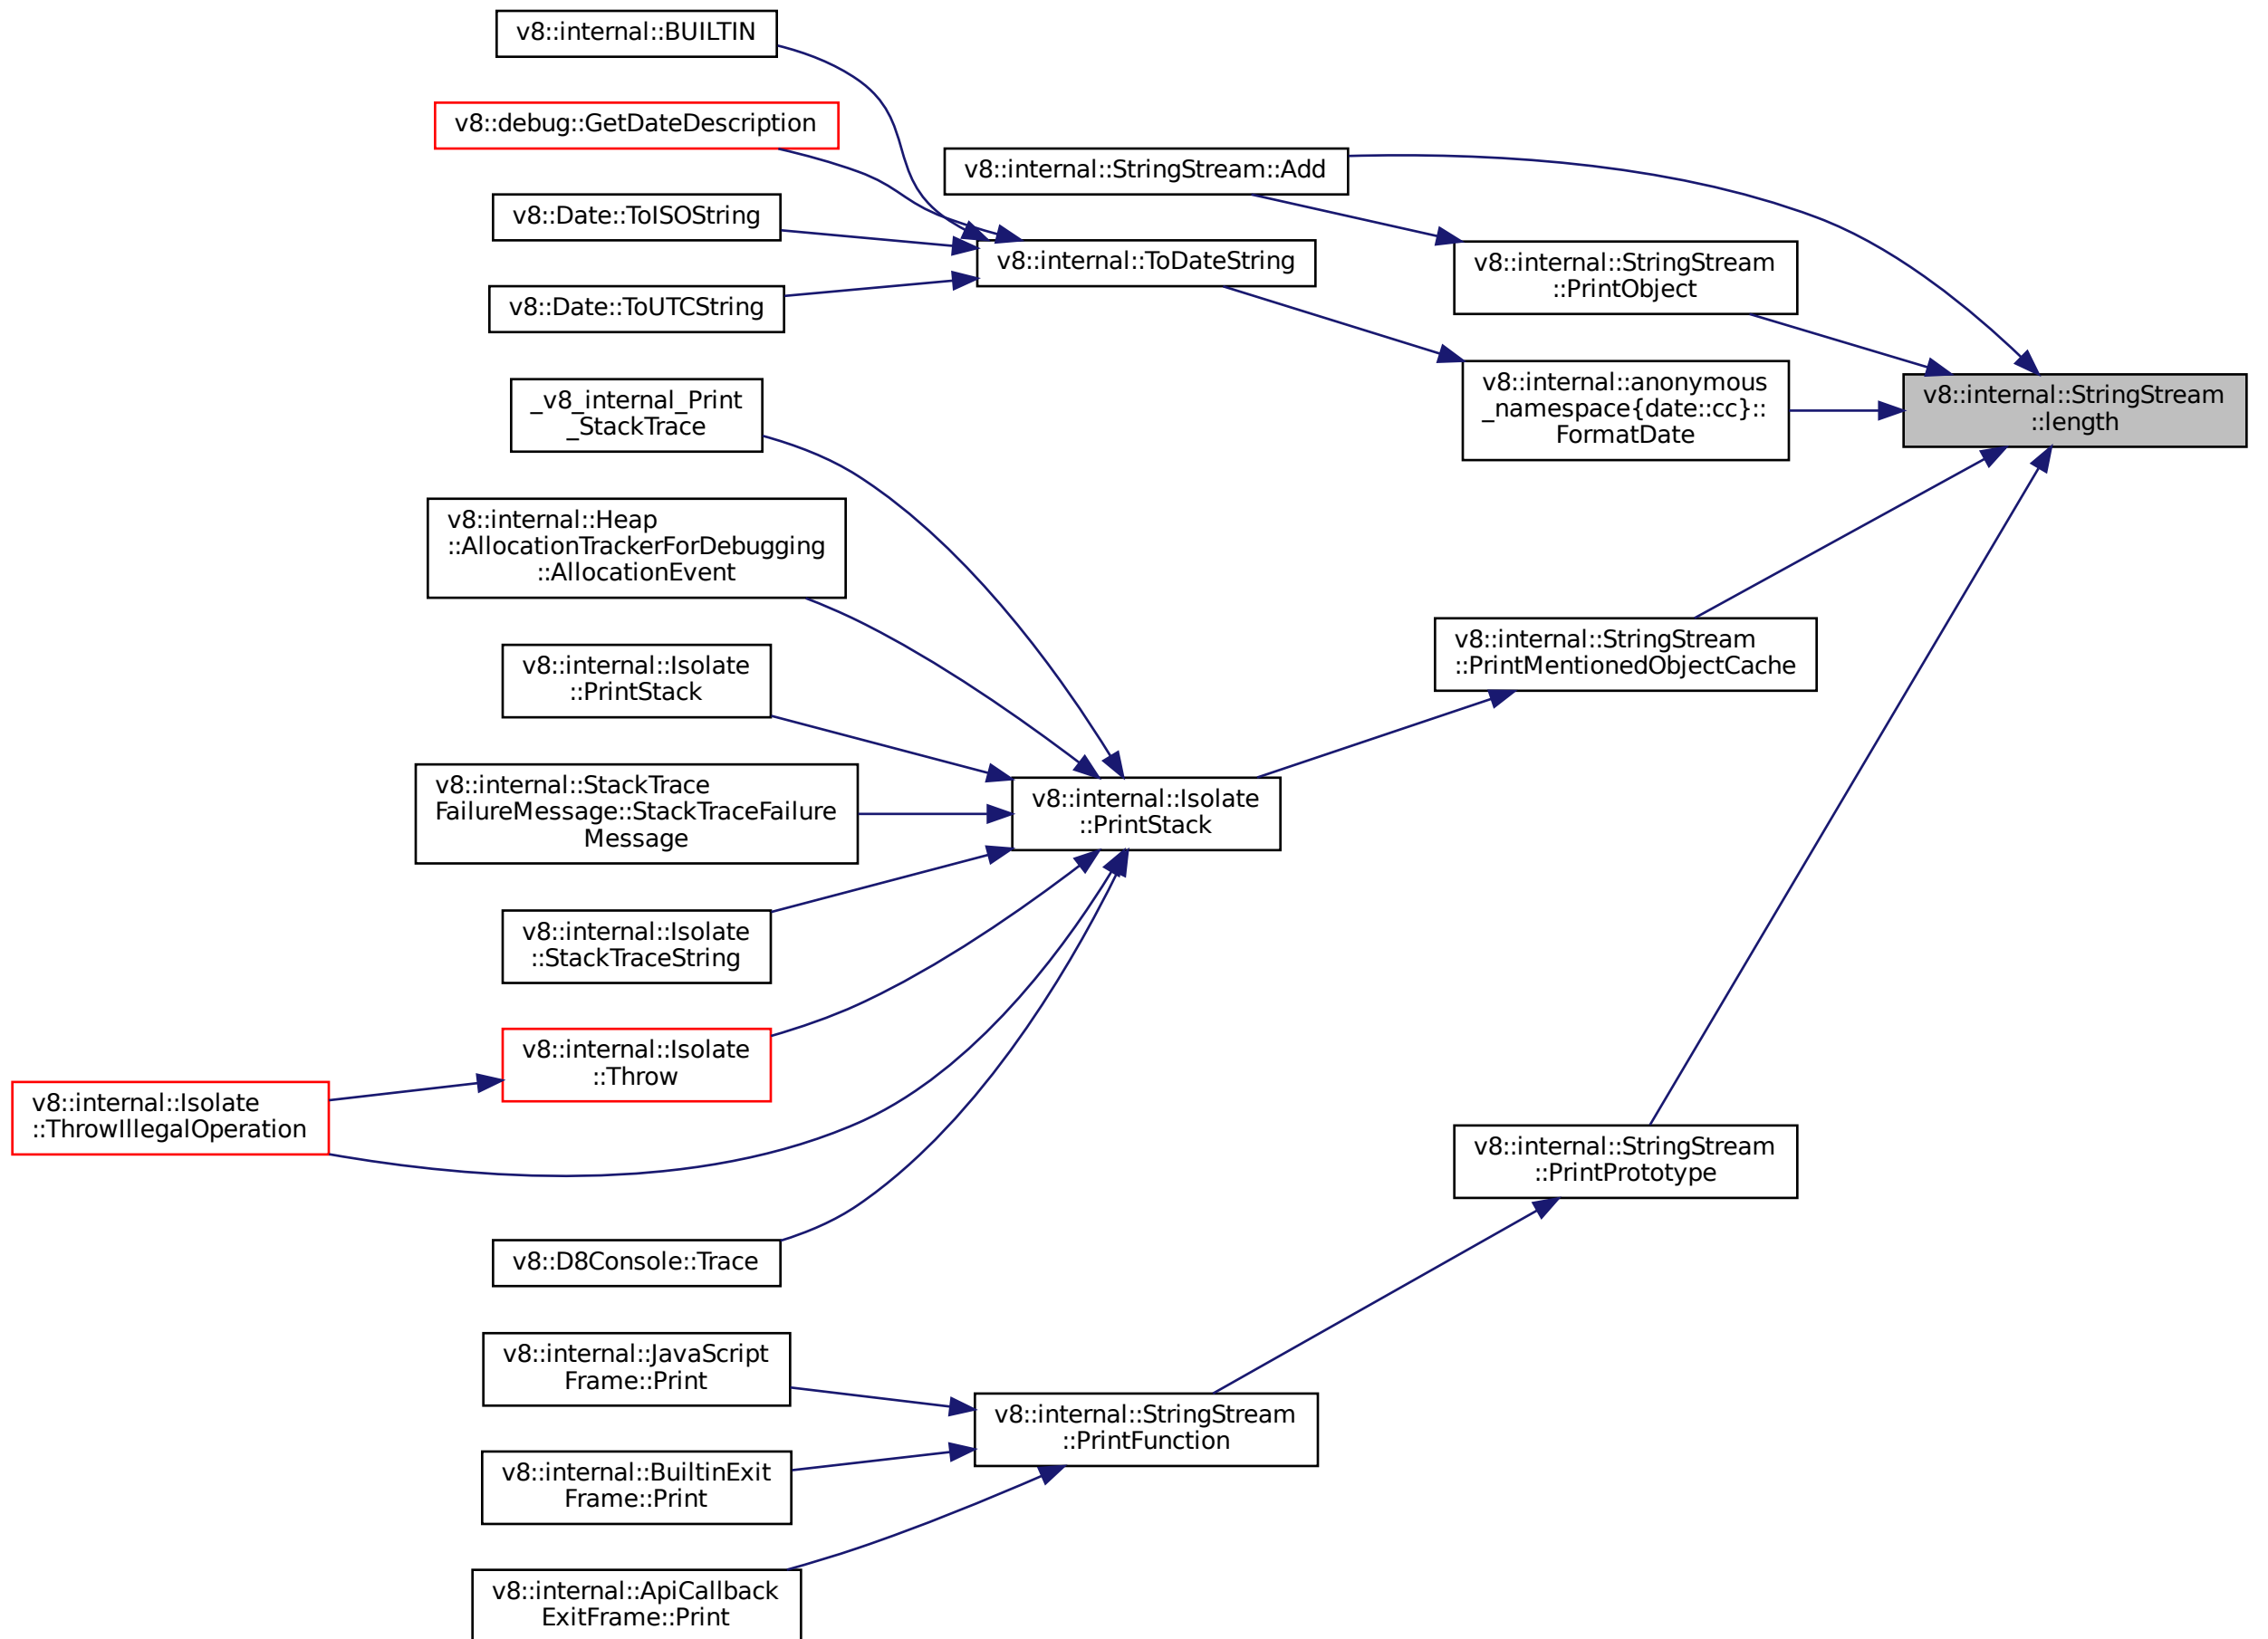 v8::internal::BUILTIN
v8::debug::GetDateDescription
v8::internal::StringStream::Add
v8::Date::ToISOString
v8::internal::ToDateString
v8::internal::StringStream
::PrintObject
v8::Date::ToUTCString
v8::internal::anonymous
_namespace{date::cc}::
FormatDate
v8::internal::StringStream
::length
_v8_internal_Print
_StackTrace
v8::internal::Heap
::AllocationTrackerForDebugging
::AllocationEvent
v8::internal::StringStream
::PrintMentionedObjectCache
v8::internal::Isolate
::PrintStack
v8::internal::StackTrace
FailureMessage::StackTraceFailure
Message
v8::internal::Isolate
::PrintStack
v8::internal::Isolate
::StackTraceString
v8::internal::Isolate
::Throw
v8::internal::Isolate
::ThrowIllegalOperation
v8::internal::StringStream
::PrintPrototype
v8::D8Console::Trace
v8::internal::JavaScript
Frame::Print
v8::internal::StringStream
::PrintFunction
v8::internal::BuiltinExit
Frame::Print
v8::internal::ApiCallback
ExitFrame::Print